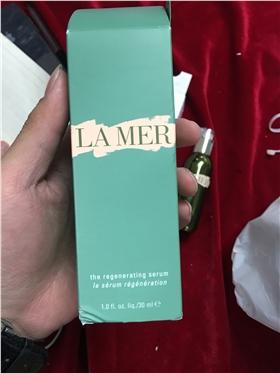 LA MER
the regenerating serum
le sérum régénération
1.0 fl. oz. liq./30 ml ℮